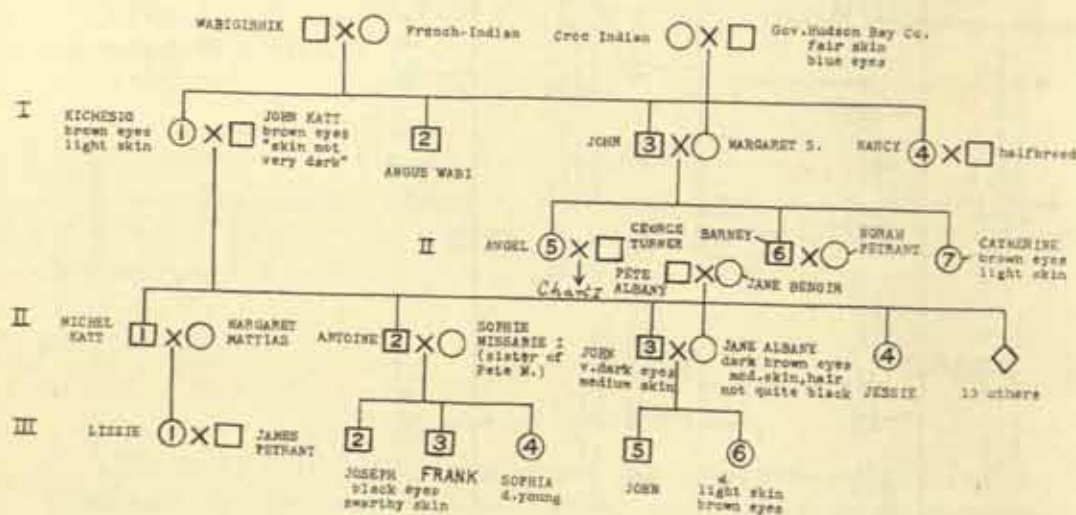 WABIGISHIK
French-Indian
Cree Indian
Gov.Hudson Bay Co.
fair skin
blue eyes
I
KICHESIG
brown eyes
light skin
1
JOHN KATT
brown eyes
"skin not
very dark"
2
ANGUS WABI
JOHN
3
MARGARET S.
NANCY
4
halfbreed
II
ANGEL
5
GEORGE
TURNER
Chart I
BARNEY
6
NORAH
PETRANT
7
CATHERINE
brown eyes
light skin
PETE
ALBANY
JANE BENOIR
II
MICHEL
KATT
1
MARGARET
MATTIAS
ANTOINE
2
SOPHIE
MISSABIE I
(sister of
Pete M.)
JOHN
v.dark eyes
medium skin
3
JANE ALBANY
dark brown eyes
med.skin,hair
not quite black
4
JESSIE
15 others
III
LIZZIE
1
JAMES
PETRANT
2
JOSEPH
black eyes
swarthy skin
3
FRANK
4
SOPHIA
d.young
5
JOHN
6
d.
light skin
brown eyes